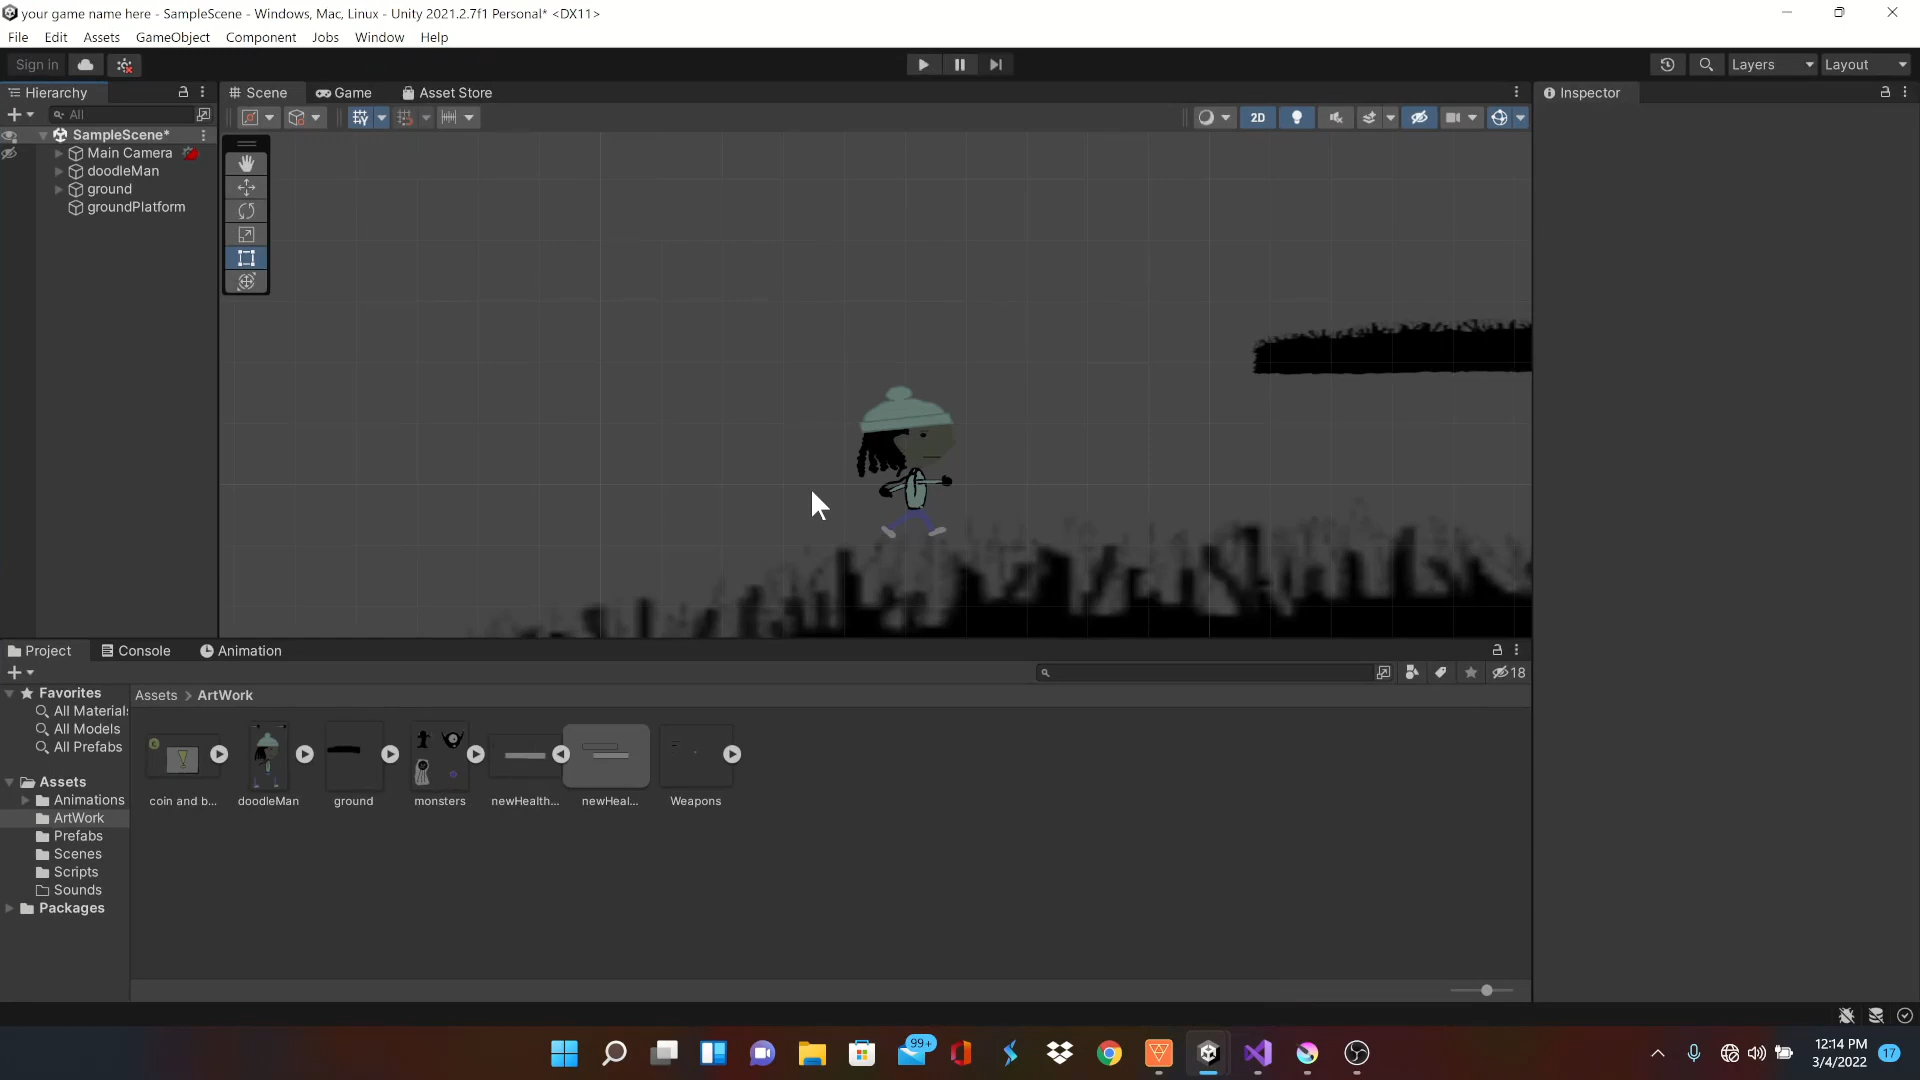 your game name here - SampleScene - Windows, Mac, Linux - Unity 2021.2.7f1 Personal* <DX11>
File Edit Assets GameObject Component Jobs Window Help
Sign in
Layers
Layout
Hierarchy
Scene
Game
Asset Store
Inspector
All
2D
SampleScene*
Main Camera
doodleMan
ground
groundPlatform
Project
Console
Animation
18
Favorites
All Material
All Models
All Prefabs
Assets
Animations
ArtWork
Prefabs
Scenes
Scripts
Sounds
Packages
Assets > ArtWork
coin and b...
doodleMan
ground
monsters
newHealth...
newHeal...
Weapons
99+
12:14 PM
3/4/2022
17